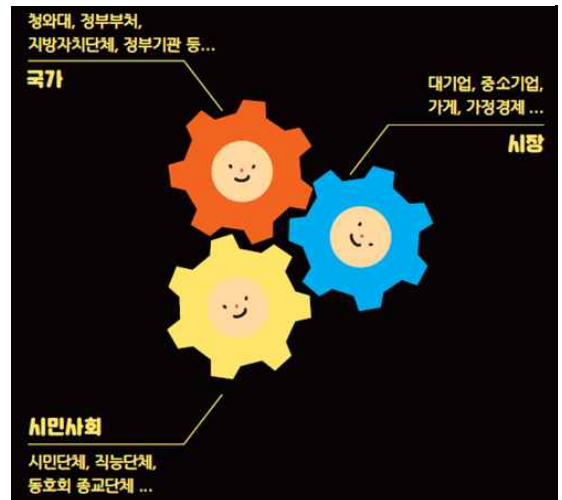 청와대, 정부부처,
지방자치단체, 정부기관 등...
국가
대기업, 중소기업,
가게, 가정경제 ...
시장
시민사회
시민단체, 직능단체,
동호회 종교단체 ...